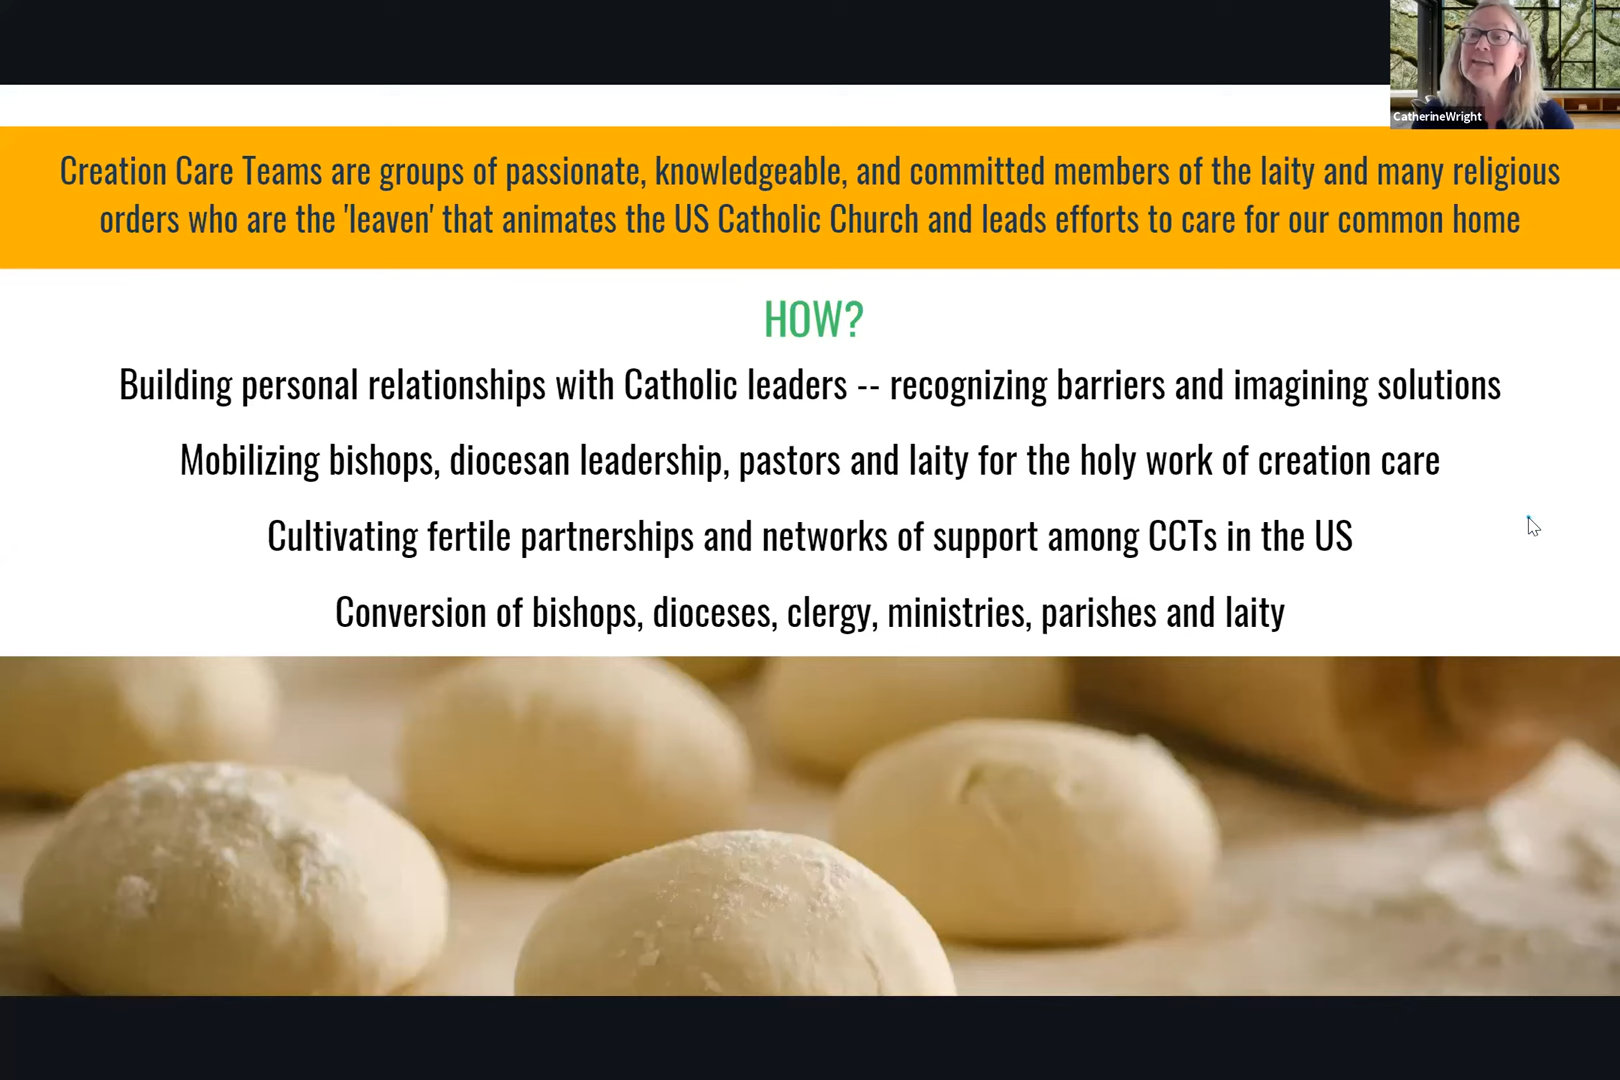 CatherineWright
Creation Care Teams are groups of passionate, knowledgeable, and committed members of the laity and many religious
orders who are the 'leaven' that animates the US Catholic Church and leads efforts to care for our common home
HOW?
Building personal relationships with Catholic leaders -- recognizing barriers and imagining solutions
Mobilizing bishops, diocesan leadership, pastors and laity for the holy work of creation care
Cultivating fertile partnerships and networks of support among CCTs in the US
Conversion of bishops, dioceses, clergy, ministries, parishes and laity